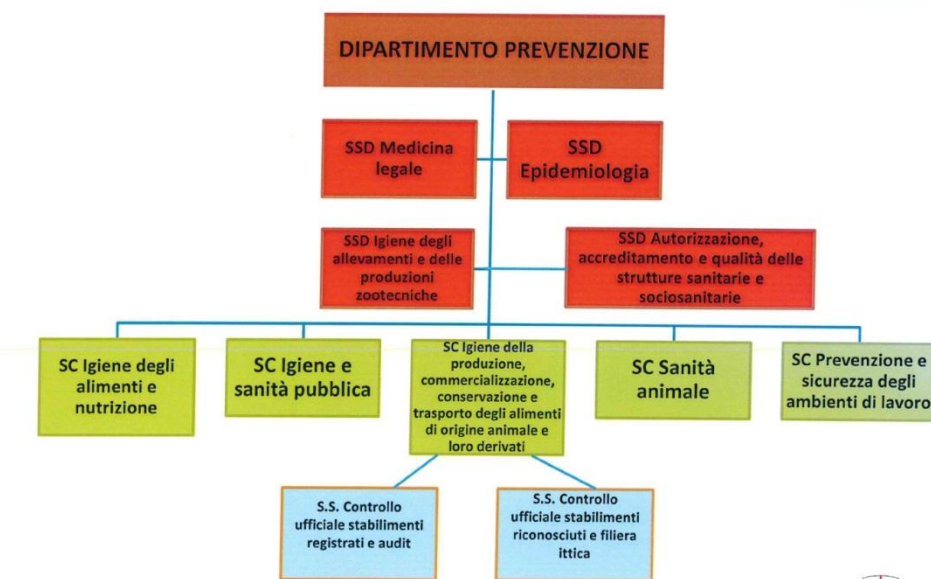 DIPARTIMENTO PREVENZIONE
SSD Medicina
legale
SSD
Epidemiologia
SSD Igiene degli
allevamenti e delle
produzioni
zootecniche
SSD Autorizzazione,
accreditamento e qualità delle
strutture sanitarie e
sociosanitarie
SC Igiene degli
alimenti e
nutrizione
SC Igiene e
sanità pubblica
SC Igiene della
produzione,
commercializzazione,
conservazione e
trasporto degli alimenti
di origine animale e
loro derivati
SC Sanità
animale
SC Prevenzione e
sicurezza degli
ambienti di lavoro
S.S. Controllo
ufficiale stabilimenti
registrati e audit
S.S. Controllo
ufficiale stabilimenti
riconosciuti e filiera
ittica